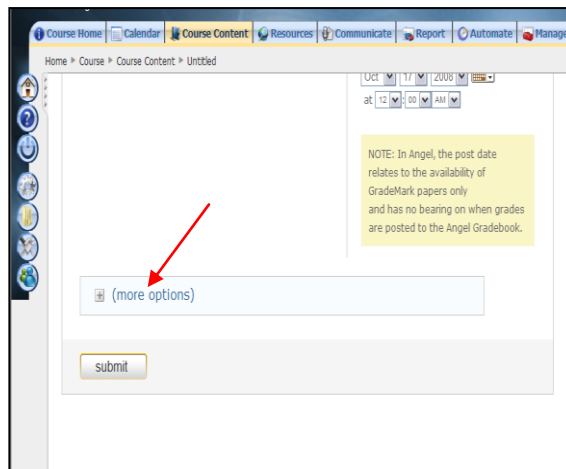 Course Home Calendar Course Content Resources Communicate Report Automate Manage
Home Course Course Content Untitled
Oct 17 2008
at 12 : 00 AM
NOTE: In Angel, the post date
relates to the availability of
GradeMark papers only
and has no bearing on when grades
are posted to the Angel Gradebook.
(more options)
submit